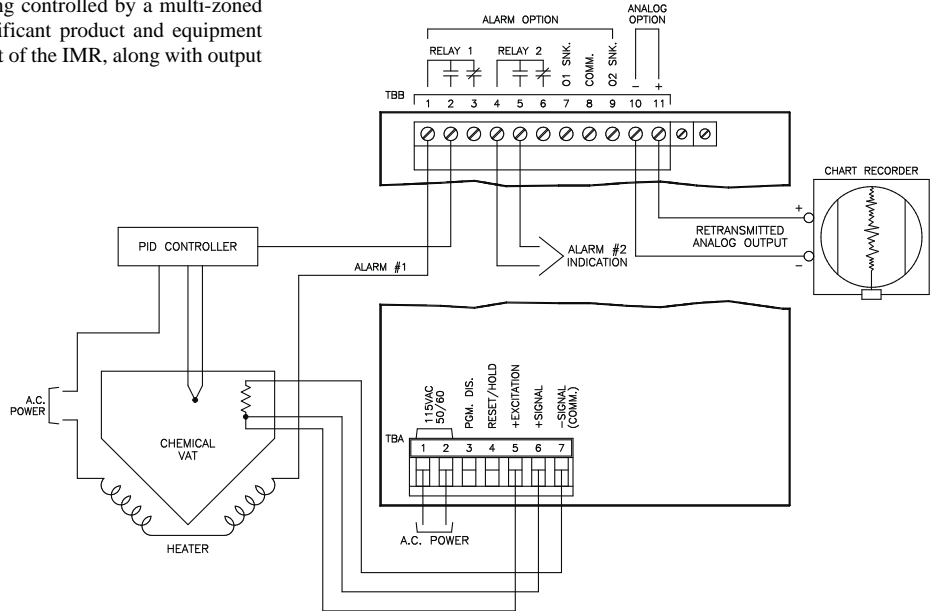 ng controlled by a multi-zoned
ificant product and equipment
t of the IMR, along with output
ALARM OPTION
ANALOG
OPTION
RELAY 1
RELAY 2
O1 SNK.
COMM.
O2 SNK.
− +
TBB
1 2 3 4 5 6 7 8 9 10 11
CHART RECORDER
+
RETRANSMITTED
ANALOG OUTPUT
−
PID CONTROLLER
ALARM #2
INDICATION
ALARM #1
A.C.
POWER
CHEMICAL
VAT
HEATER
115VAC
50/60
PGM. DIS.
RESET/HOLD
+EXCITATION
+SIGNAL
−SIGNAL
(COMM.)
TBA
1 2 3 4 5 6 7
A.C. POWER